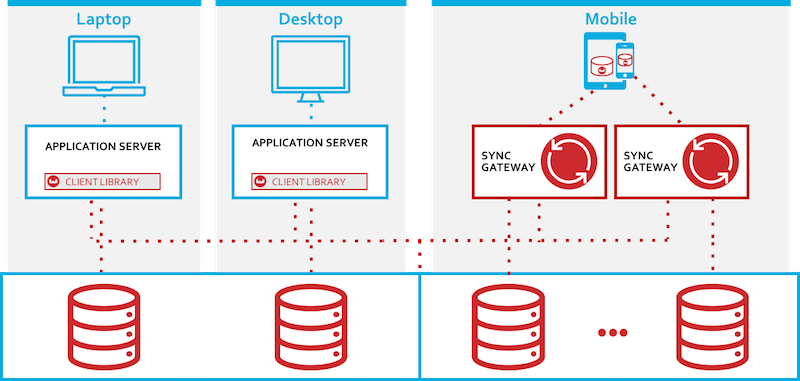 Laptop
Desktop
Mobile
APPLICATION SERVER
CLIENT LIBRARY
APPLICATION SERVER
CLIENT LIBRARY
SYNC
GATEWAY
SYNC
GATEWAY